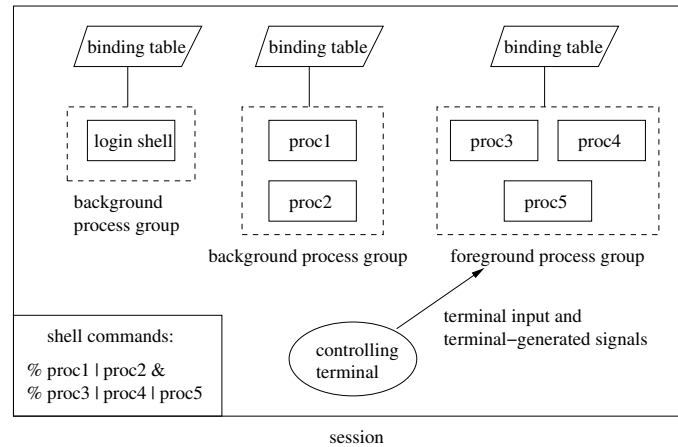 binding table
binding table
binding table
login shell
proc1
proc3
proc4
proc2
proc5
background
process group
background process group
foreground process group
terminal input and
terminal−generated signals
controlling
terminal
shell commands:
% proc1 | proc2 &
% proc3 | proc4 | proc5
session